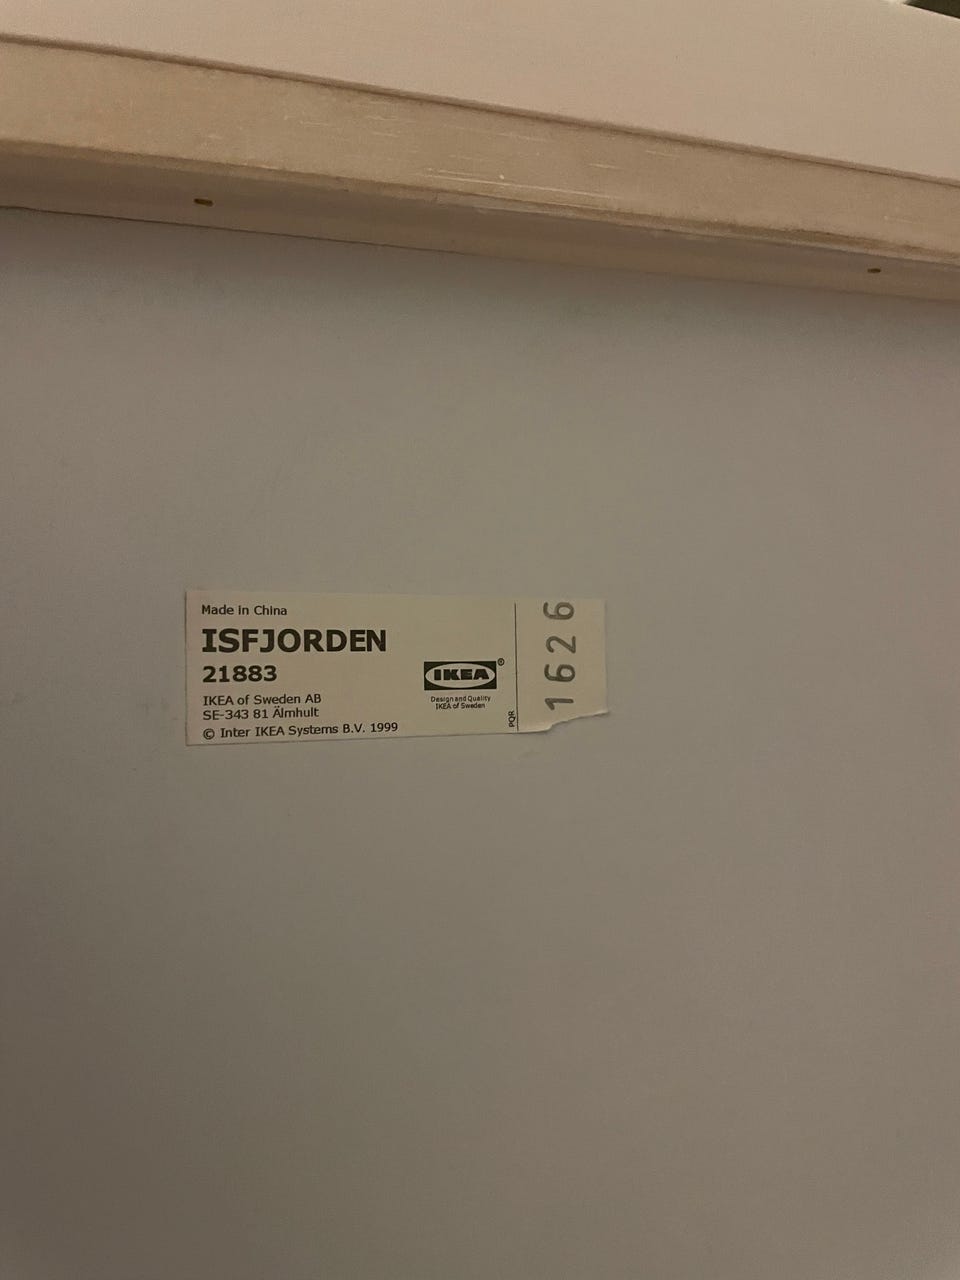 Made in China
ISFJORDEN
21883
IKEA of Sweden AB
SE-343 81 Älmhult
© Inter IKEA Systems B.V. 1999
IKEA®
Design and Quality
IKEA of Sweden
PQR
1626